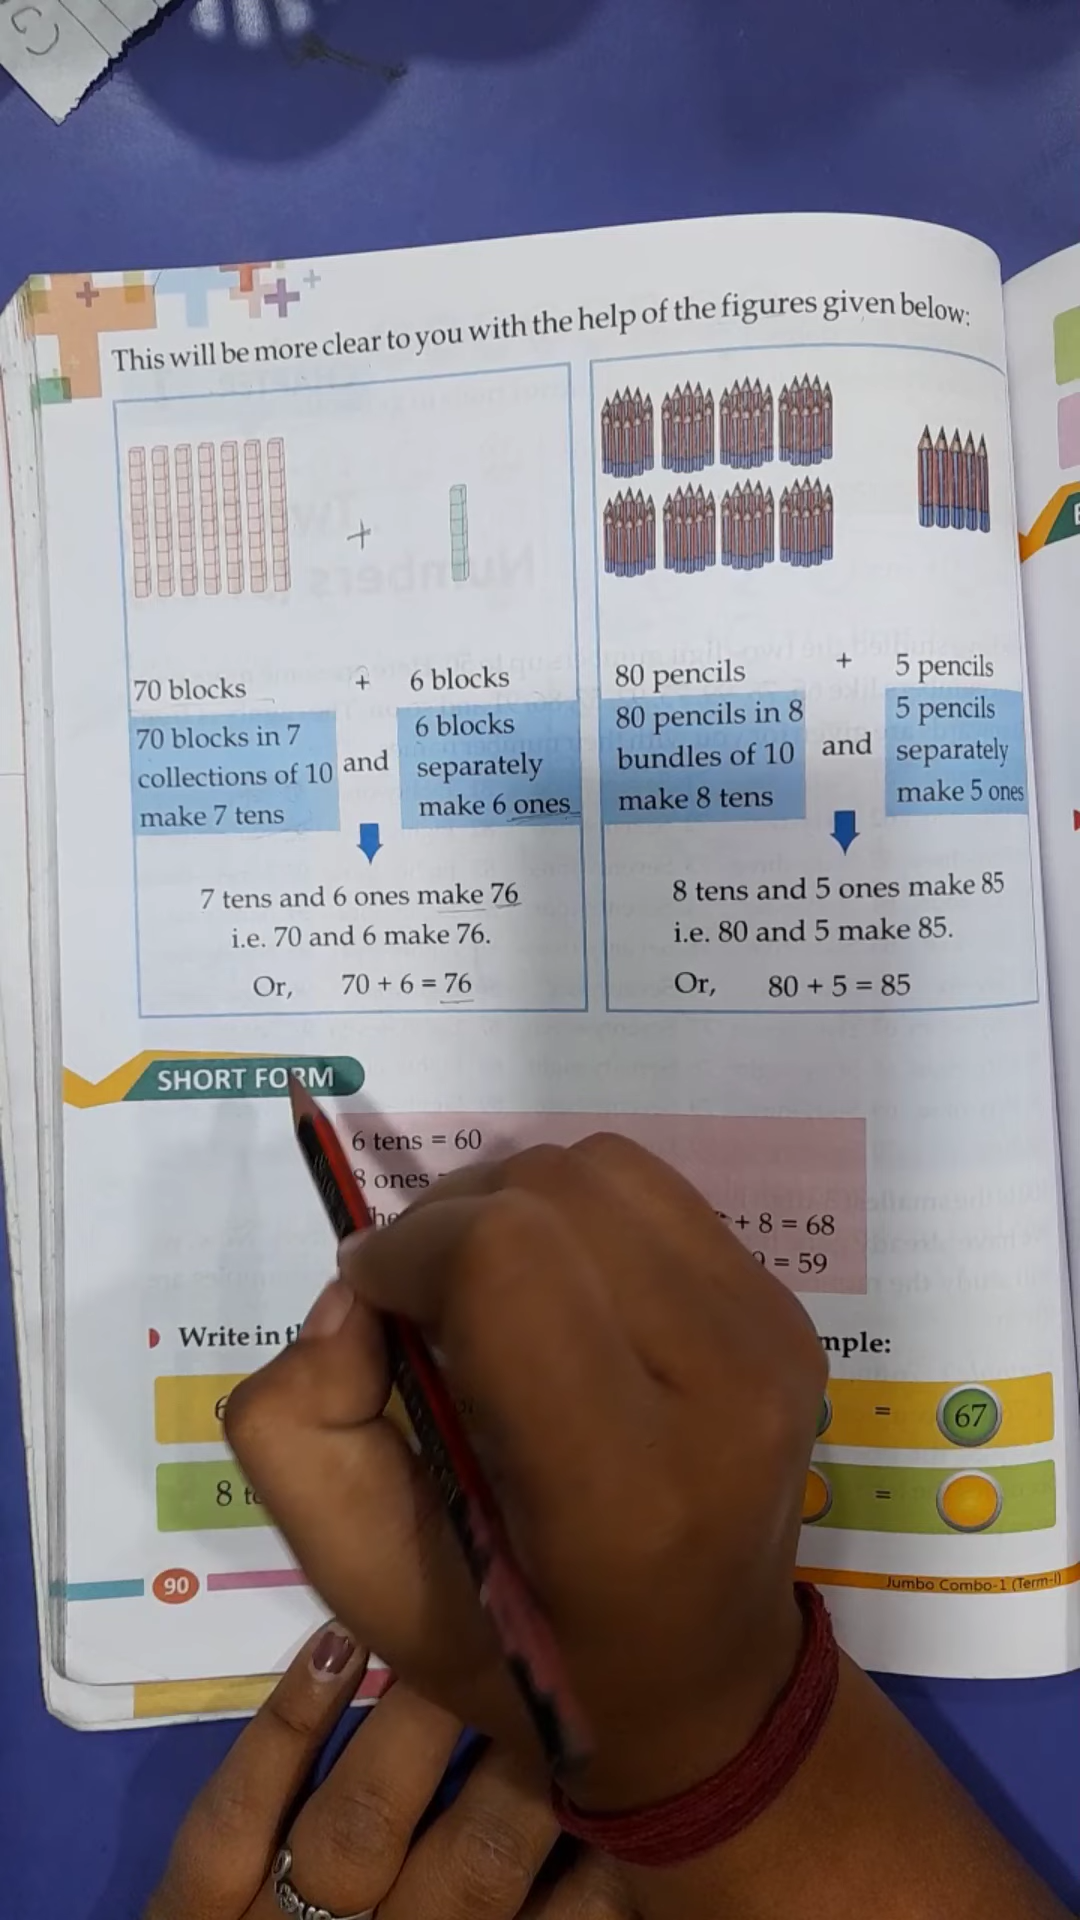 This will be more clear to you with the help of the figures given below:
+
70 blocks + 6 blocks
70 blocks in 7
collections of 10
make 7 tens
and
6 blocks
separately
make 6 ones
7 tens and 6 ones make 76
i.e. 70 and 6 make 76.
Or, 70 + 6 = 76
80 pencils + 5 pencils
80 pencils in 8
bundles of 10
make 8 tens
and
5 pencils
separately
make 5 ones
8 tens and 5 ones make 85
i.e. 80 and 5 make 85.
Or, 80 + 5 = 85
SHORT FORM
6 tens = 60
8 ones
+ 8 = 68
= 59
Write in
= 67
8
=
90
Jumbo Combo-1 (Term-I)